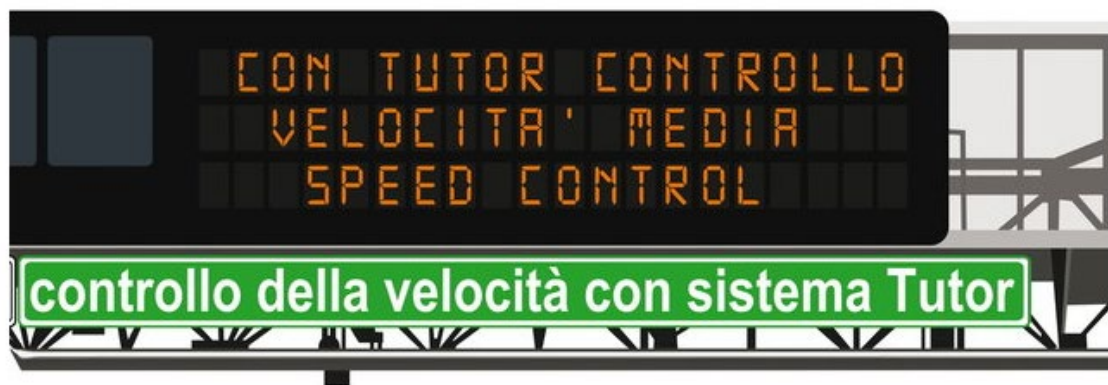 CON TUTOR CONTROLLO
VELOCITA' MEDIA
SPEED CONTROL
controllo della velocità con sistema Tutor